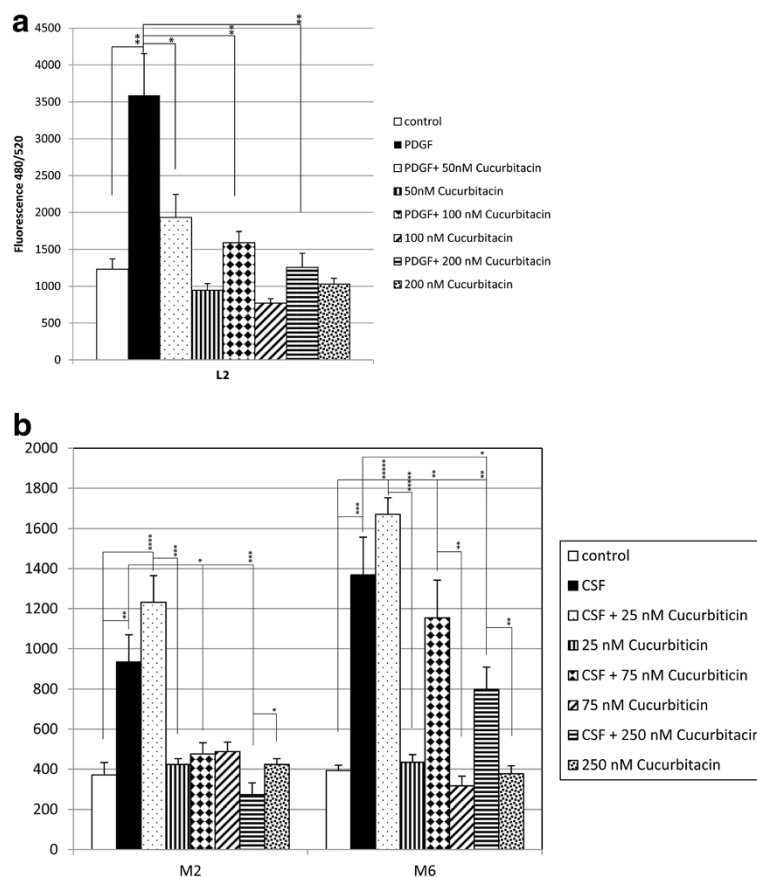 a
4500
4000
3500
3000
2500
2000
1500
1000
500
0
Fluorescence 480/520
**
*
**
**
L2
control
PDGF
PDGF+ 50nM Cucurbitacin
50nM Cucurbitacin
PDGF+ 100 nM Cucurbitacin
100 nM Cucurbitacin
PDGF+ 200 nM Cucurbitacin
200 nM Cucurbitacin
b
2000
1800
1600
1400
1200
1000
800
600
400
200
0
**
****
***
*
***
*
***
*****
*****
**
**
*
**
**
M2 M6
control
CSF
CSF + 25 nM Cucurbiticin
25 nM Cucurbiticin
CSF + 75 nM Cucurbiticin
75 nM Cucurbiticin
CSF + 250 nM Cucurbitacin
250 nM Cucurbitacin